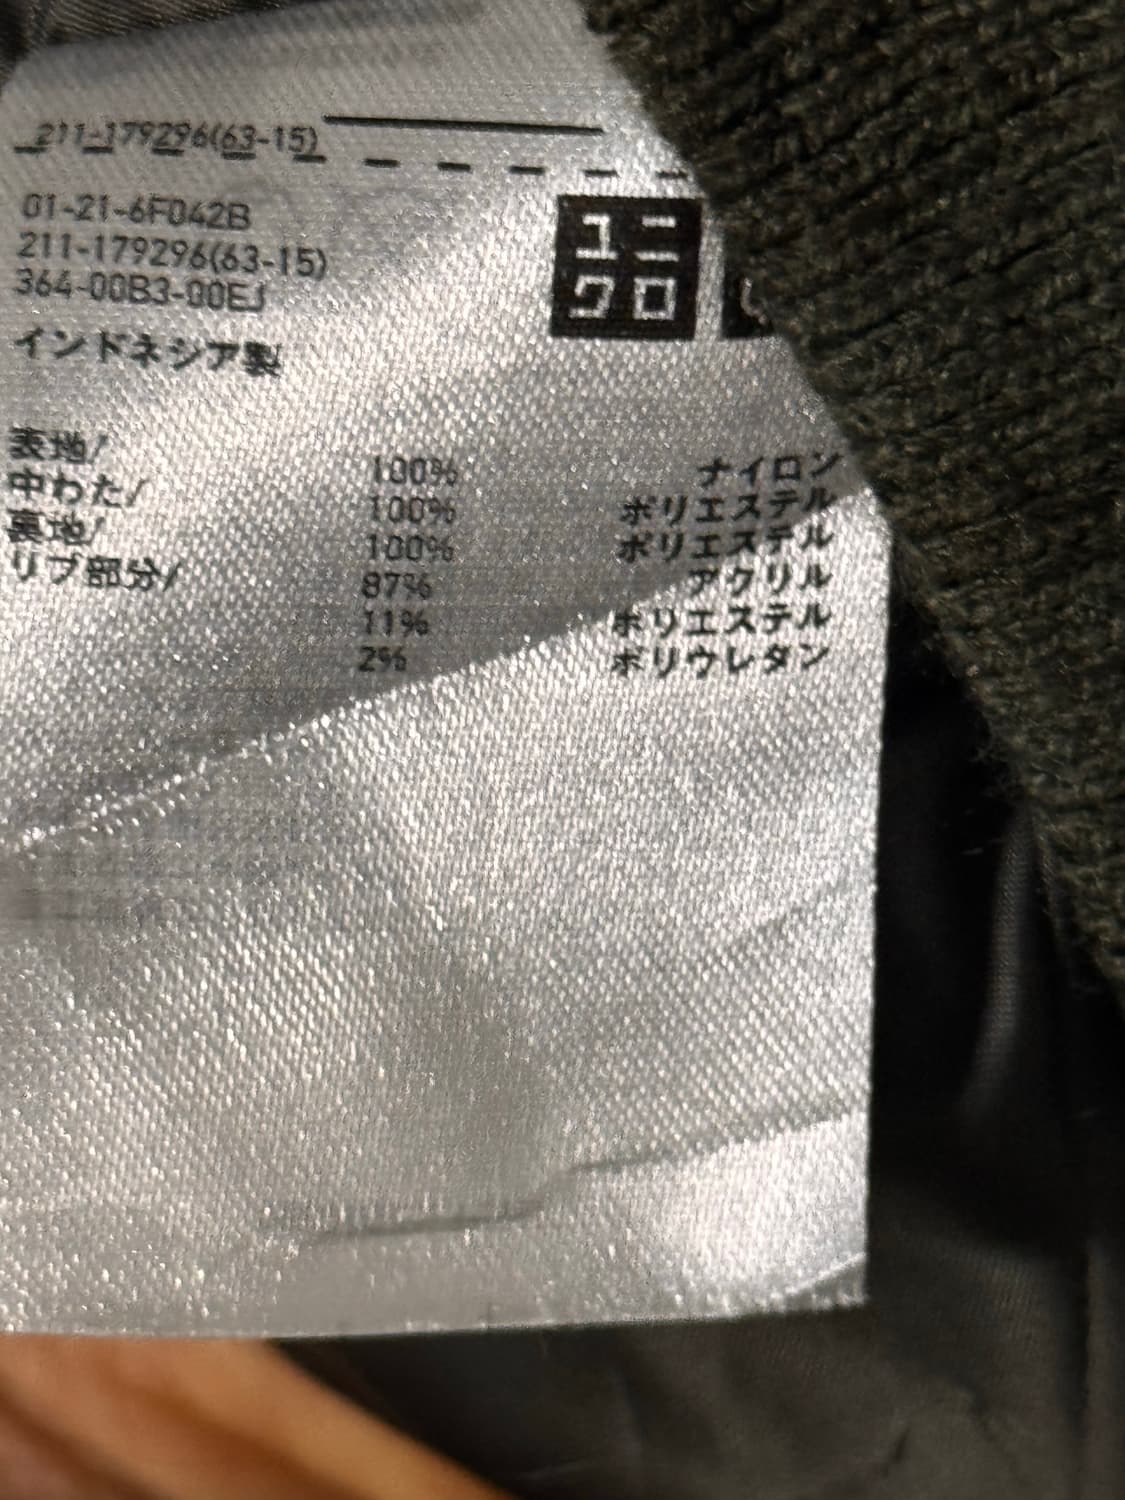 211-179296(63-15)
01-21-6F042B
211-179296(63-15)
364-00B3-00EJ
ユニ
クロ
インドネシア製
表地/ 100% ナイロン
中わた/ 100% ポリエステル
裏地/ 100% ポリエステル
リブ部分/ 87% アクリル
11% ポリエステル
2% ポリウレタン